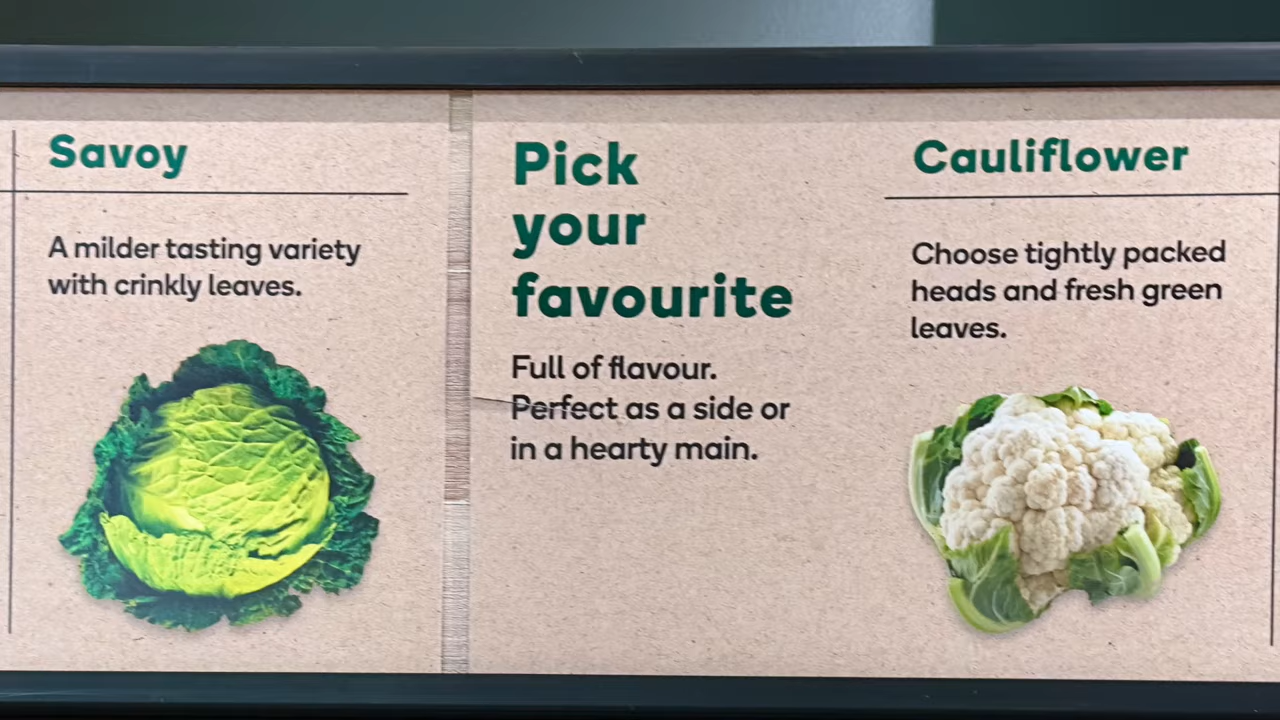 Savoy
A milder tasting variety
with crinkly leaves.
Pick
your
favourite
Full of flavour.
Perfect as a side or
in a hearty main.
Cauliflower
Choose tightly packed
heads and fresh green
leaves.